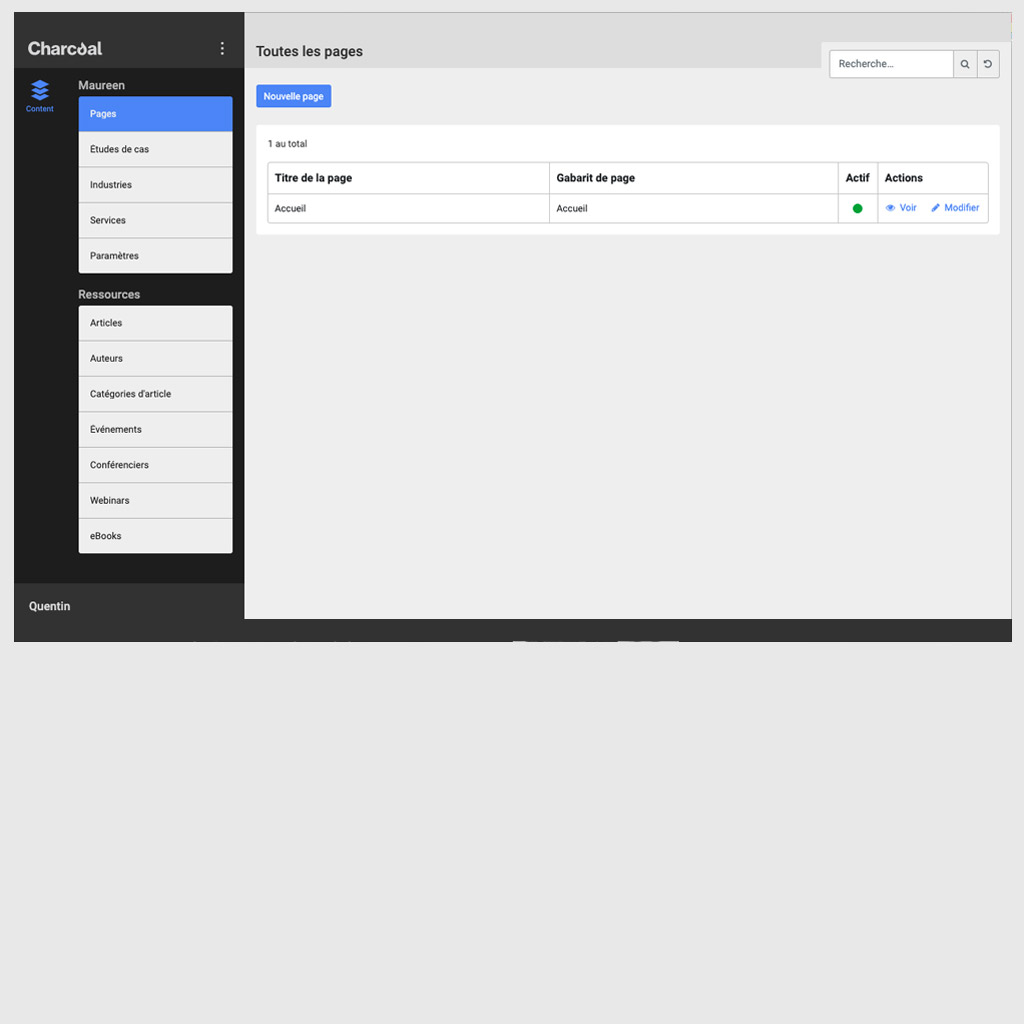 Charcoal
Content
Maureen
Pages
Études de cas
Industries
Services
Paramètres
Ressources
Articles
Auteurs
Catégories d'article
Événements
Conférenciers
Webinars
eBooks
Quentin
Toutes les pages
Recherche...
Nouvelle page
1 au total
Titre de la page Gabarit de page Actif Actions
Accueil Accueil Voir Modifier